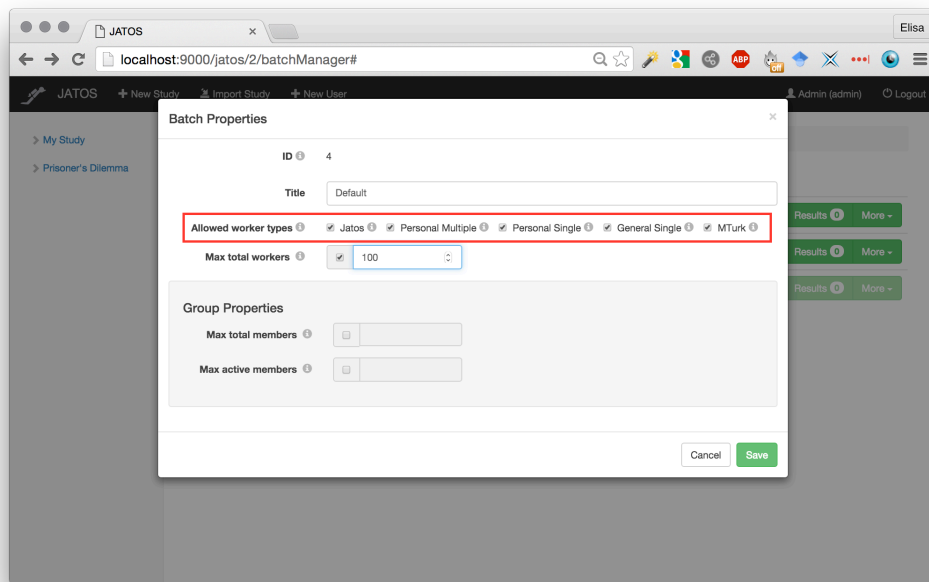 JATOS
Elisa
localhost:9000/jatos/2/batchManager#
ABP
off
JATOS New Study Import Study New User Admin (admin) Logout
My Study
Prisoner's Dilemma
Batch Properties
ID 4
Title Default
Allowed worker types Jatos Personal Multiple Personal Single General Single MTurk
Max total workers 100
Group Properties
Max total members
Max active members
Cancel Save
Results 0 More
Results 0 More
Results 0 More